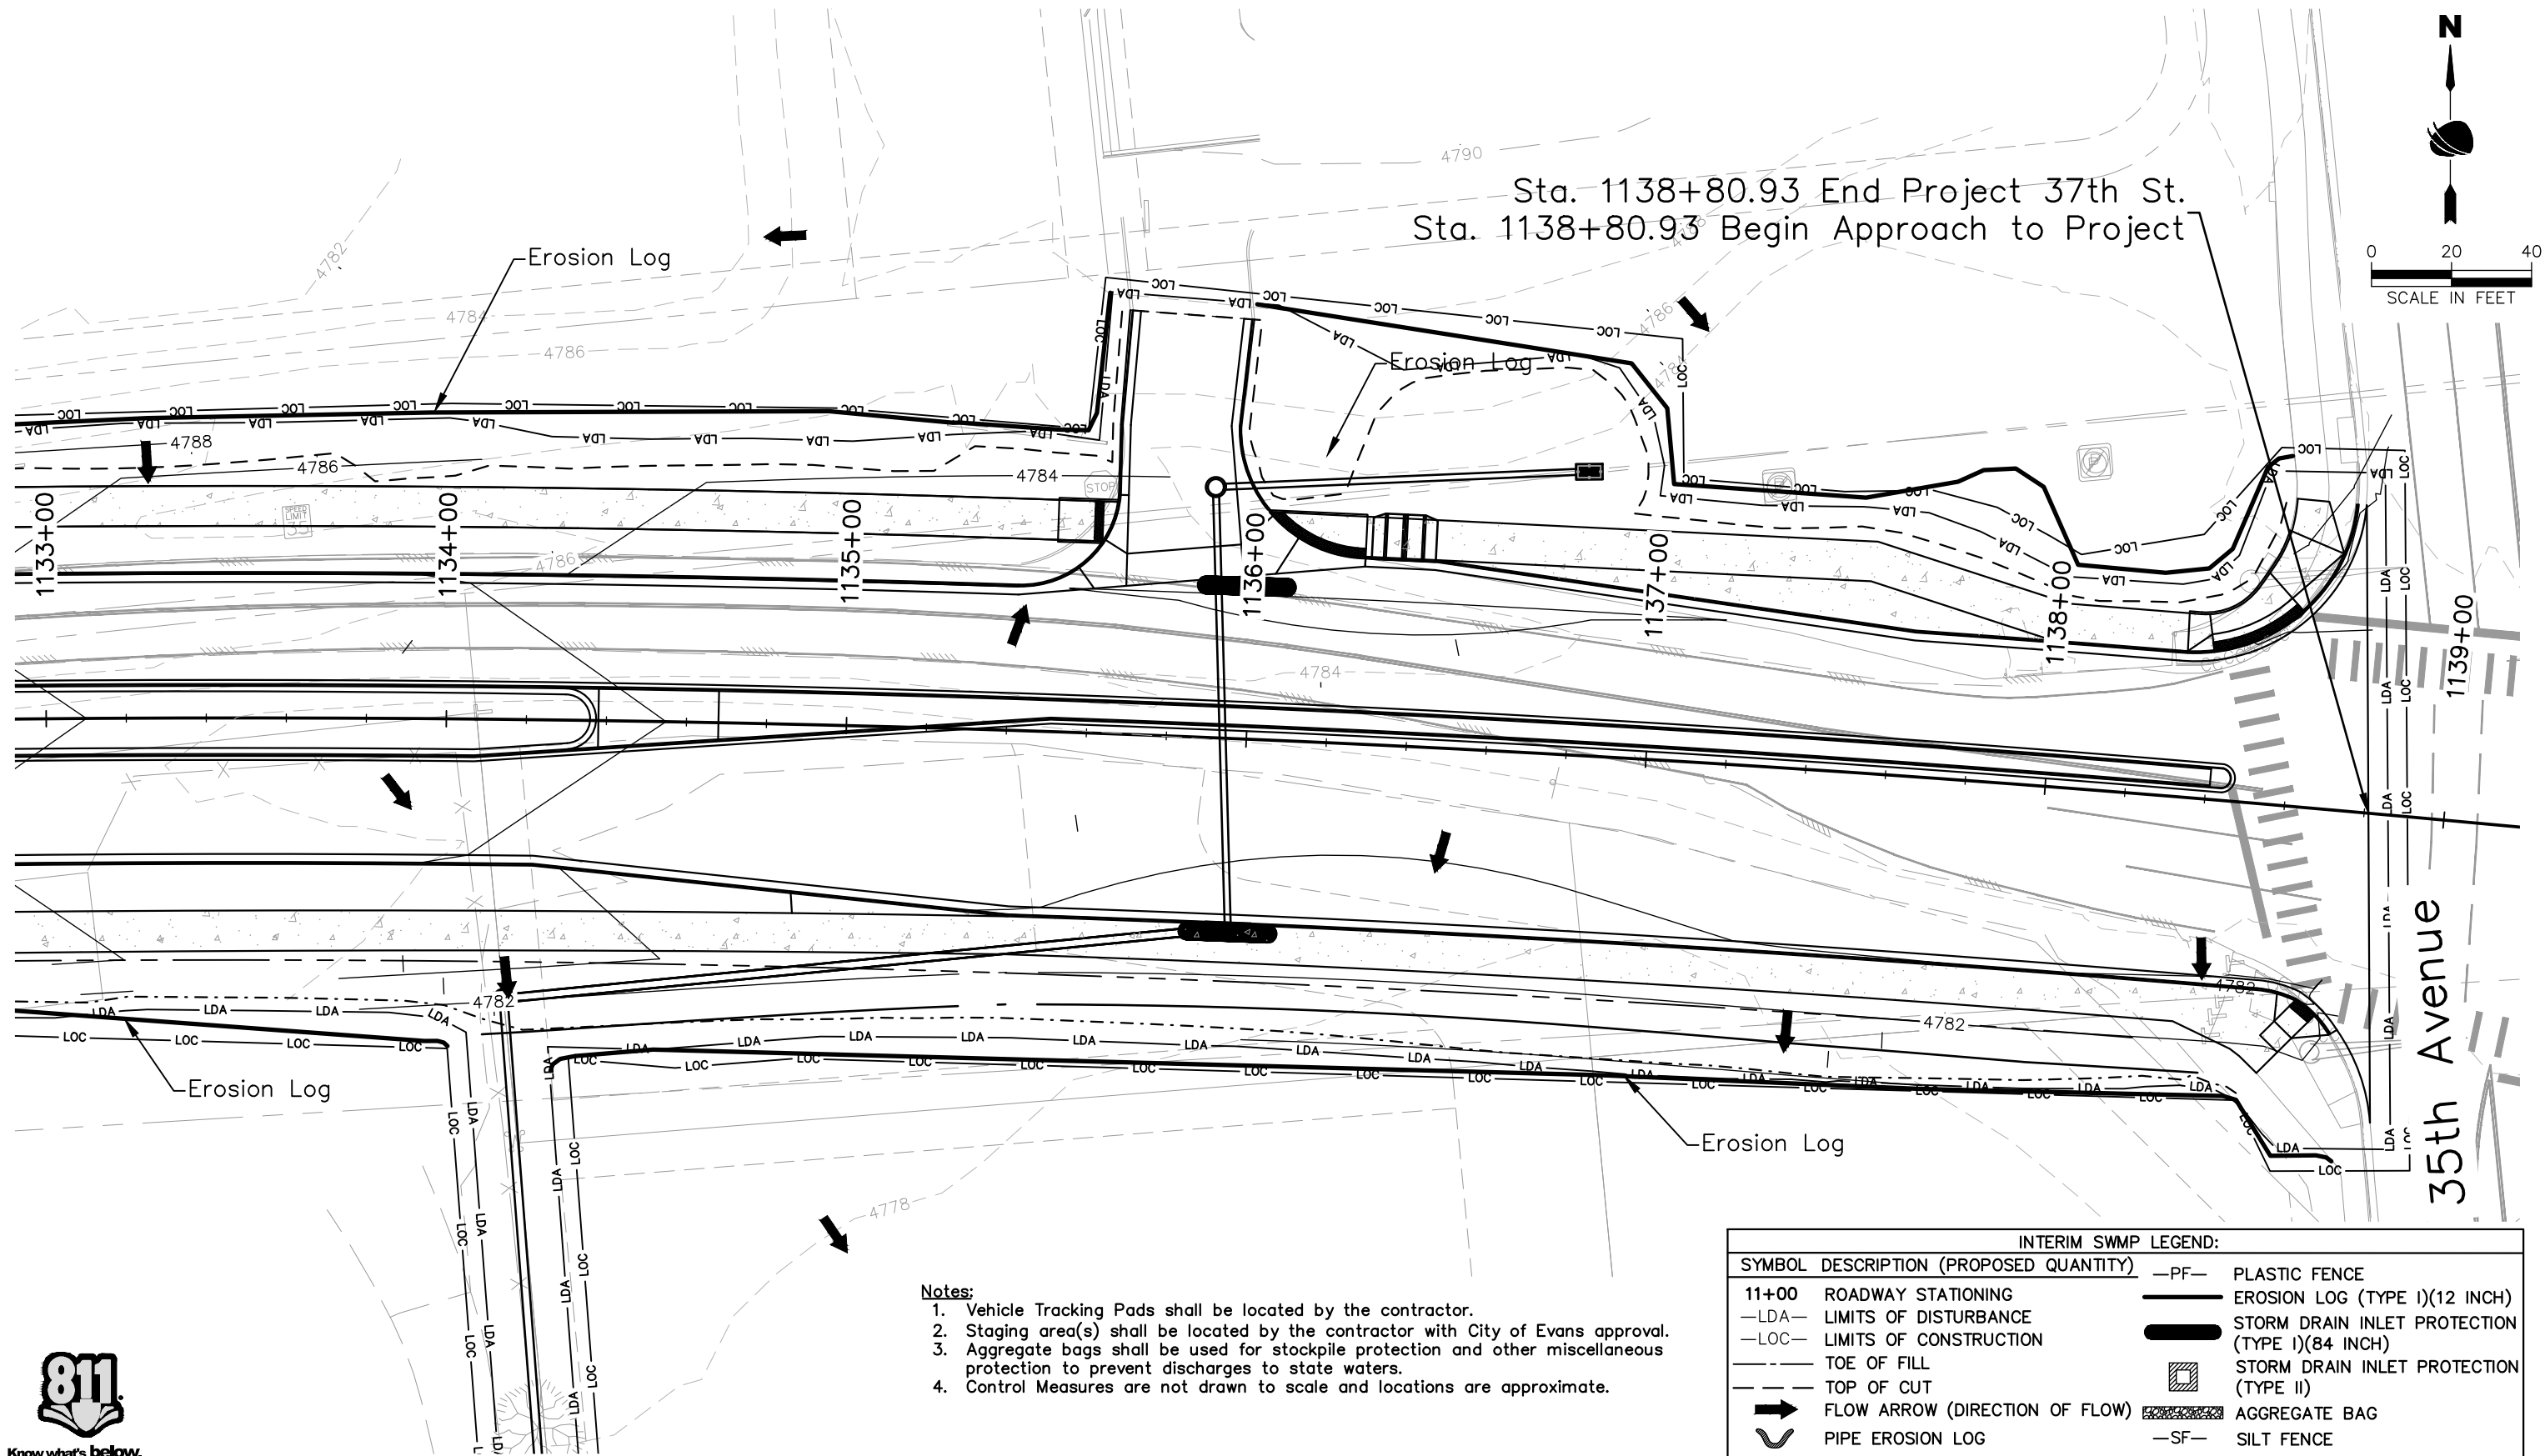 N
4790
Sta. 1138+80.93 End Project 37th St.
Sta. 1138+80.93 Begin Approach to Project
0 20 40
SCALE IN FEET
4782
Erosion Log
4784
4786
4788
4786
4784
4786
4784
Erosion Log
STOP
SPEED LIMIT 35
4786
4784
1133+00
1134+00
1135+00
1136+00
1137+00
1138+00
1139+00
LOC
LDA
4782
4782
4782
Erosion Log
Erosion Log
4778
35th Avenue
Notes:
1. Vehicle Tracking Pads shall be located by the contractor.
2. Staging area(s) shall be located by the contractor with City of Evans approval.
3. Aggregate bags shall be used for stockpile protection and other miscellaneous
protection to prevent discharges to state waters.
4. Control Measures are not drawn to scale and locations are approximate.
INTERIM SWMP LEGEND:
SYMBOL DESCRIPTION (PROPOSED QUANTITY)
11+00 ROADWAY STATIONING
—LDA— LIMITS OF DISTURBANCE
—LOC— LIMITS OF CONSTRUCTION
TOE OF FILL
TOP OF CUT
FLOW ARROW (DIRECTION OF FLOW)
PIPE EROSION LOG
—PF— PLASTIC FENCE
EROSION LOG (TYPE I)(12 INCH)
STORM DRAIN INLET PROTECTION
(TYPE I)(84 INCH)
STORM DRAIN INLET PROTECTION
(TYPE II)
AGGREGATE BAG
—SF— SILT FENCE
811
Know what's below.